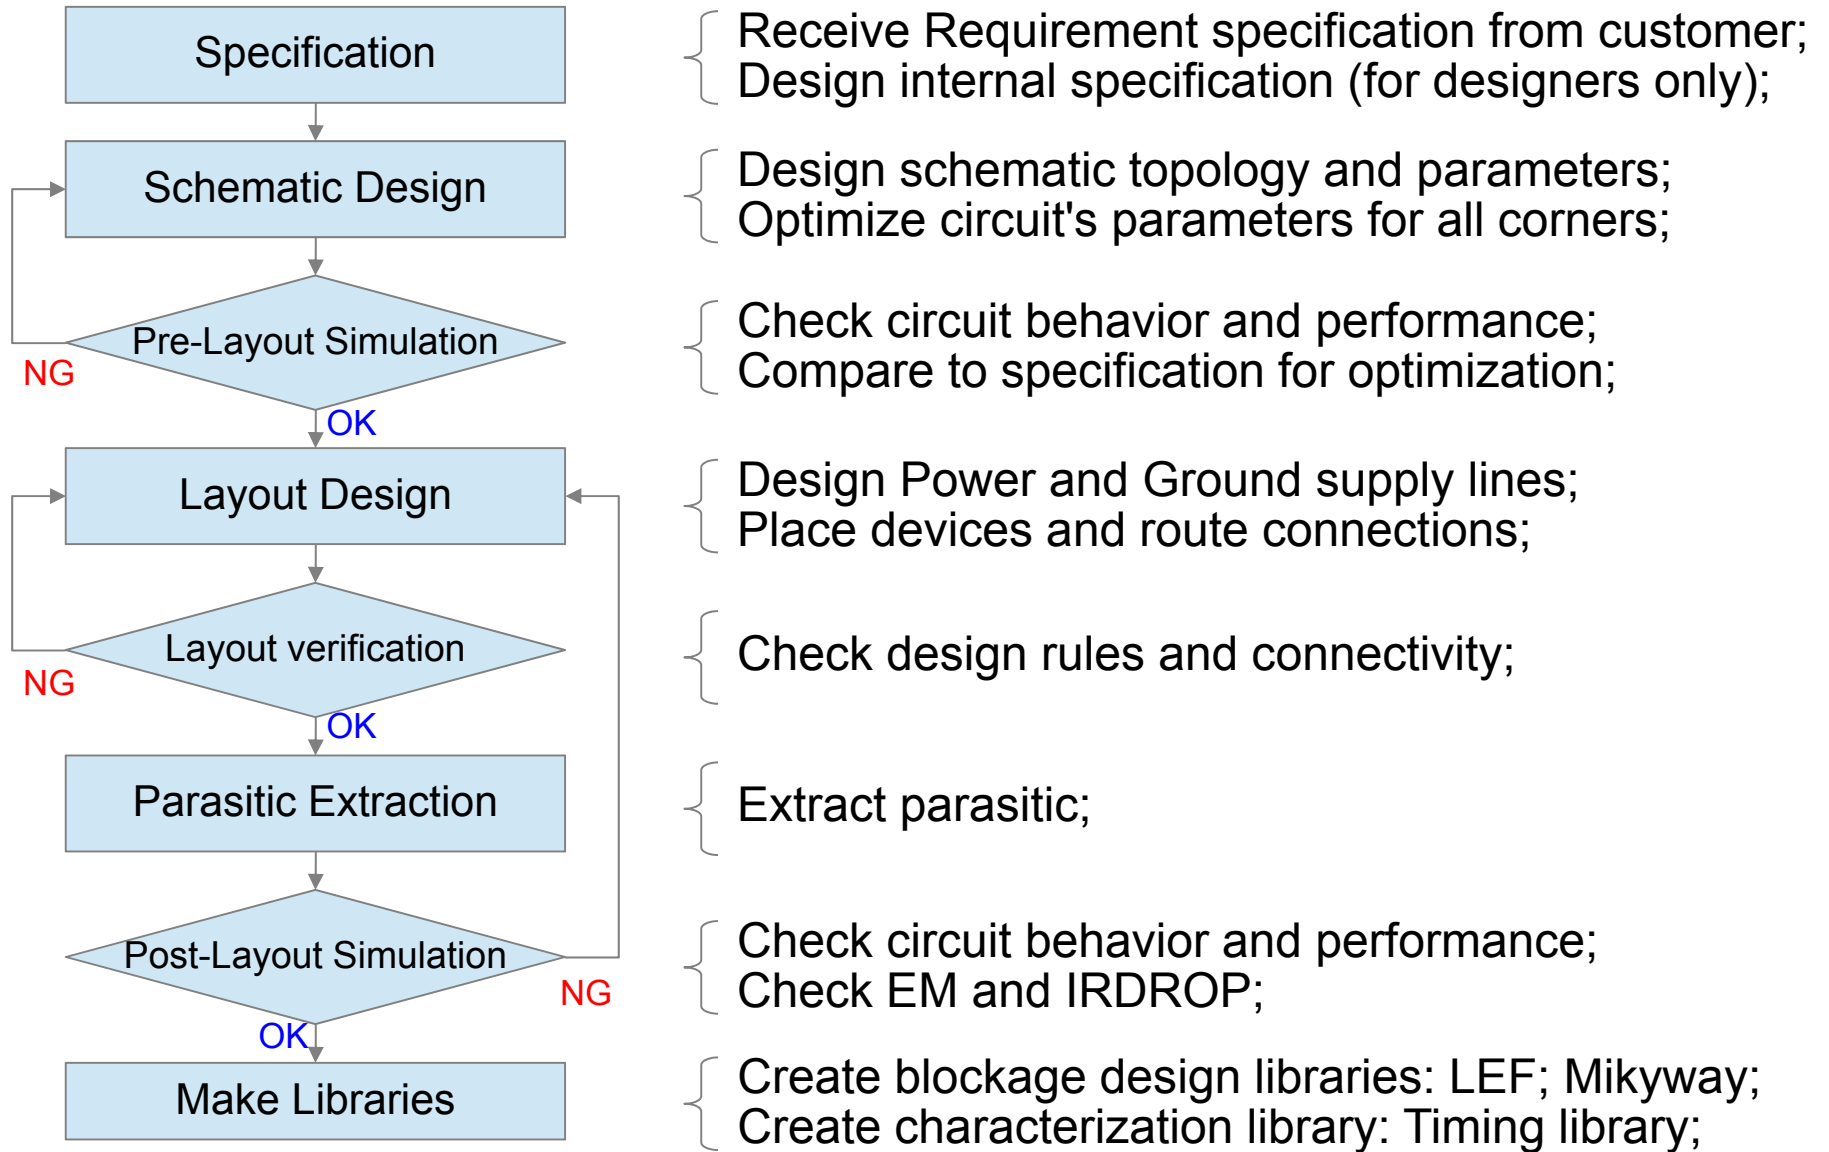 Specification
Receive Requirement specification from customer;
Design internal specification (for designers only);
Schematic Design
Design schematic topology and parameters;
Optimize circuit's parameters for all corners;
Pre-Layout Simulation
NG
OK
Check circuit behavior and performance;
Compare to specification for optimization;
Layout Design
Design Power and Ground supply lines;
Place devices and route connections;
Layout verification
NG
OK
Check design rules and connectivity;
Parasitic Extraction
Extract parasitic;
Post-Layout Simulation
NG
OK
Check circuit behavior and performance;
Check EM and IRDROP;
Make Libraries
Create blockage design libraries: LEF; Mikyway;
Create characterization library: Timing library;